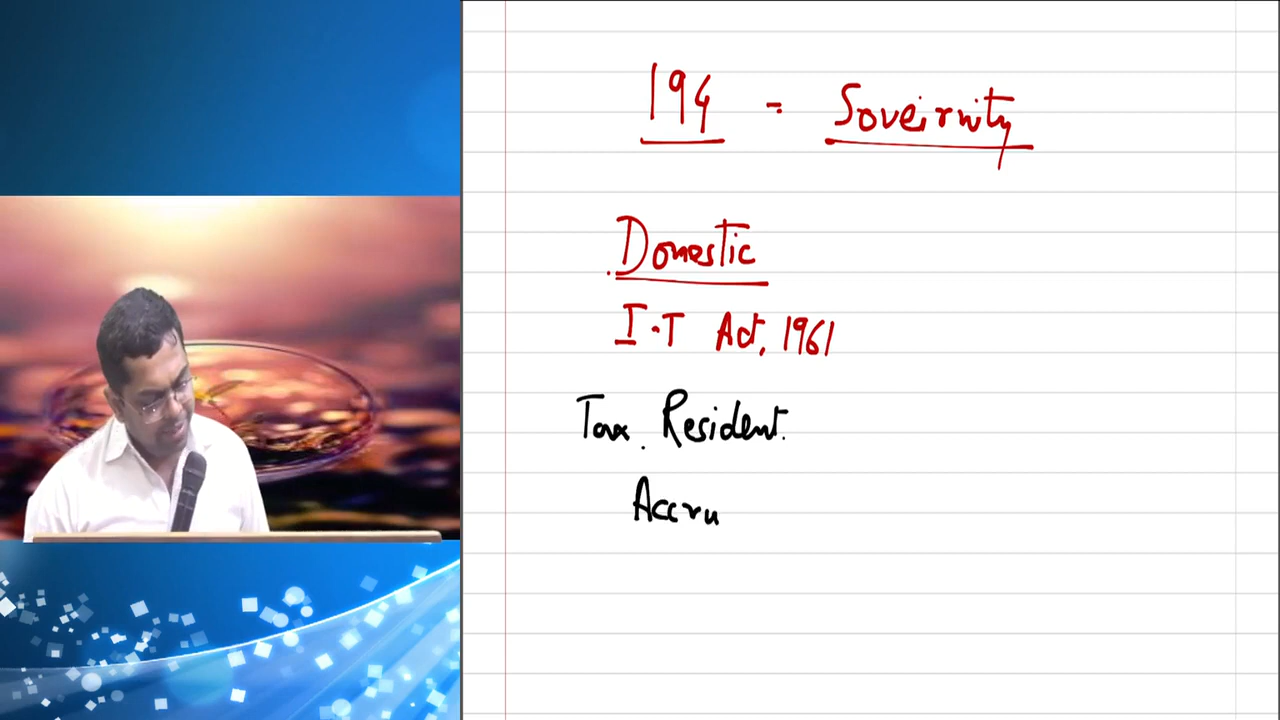 194 = Soveirnity
Domestic
I.T Act, 1961
Tax Resident.
Accru